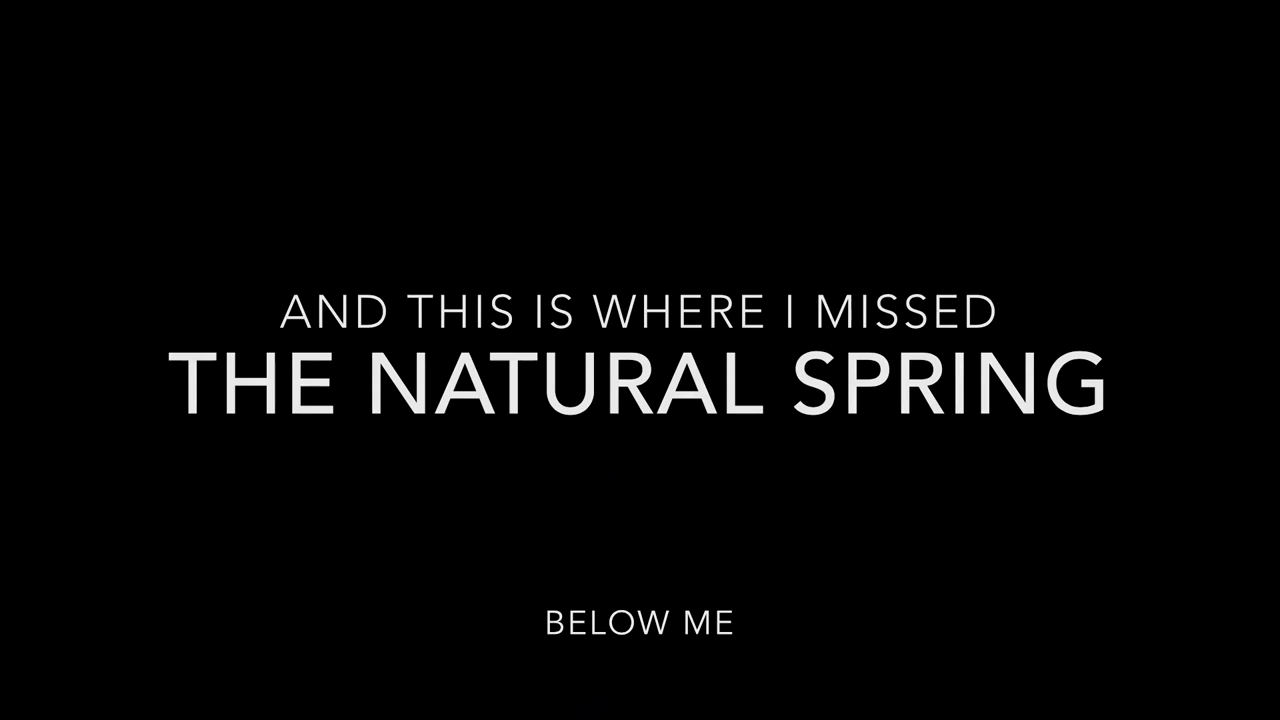 AND THIS IS WHERE I MISSED
THE NATURAL SPRING
BELOW ME